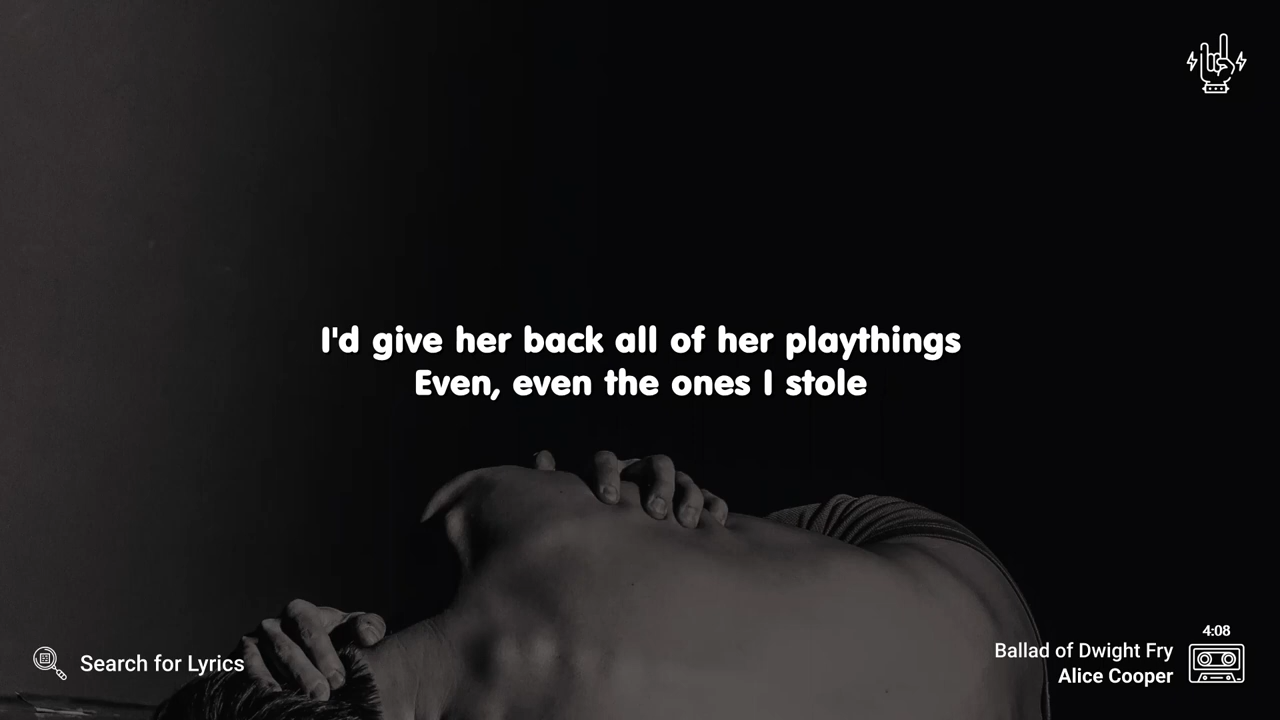 I'd give her back all of her playthings
Even, even the ones I stole
Search for Lyrics
4:08
Ballad of Dwight Fry
Alice Cooper